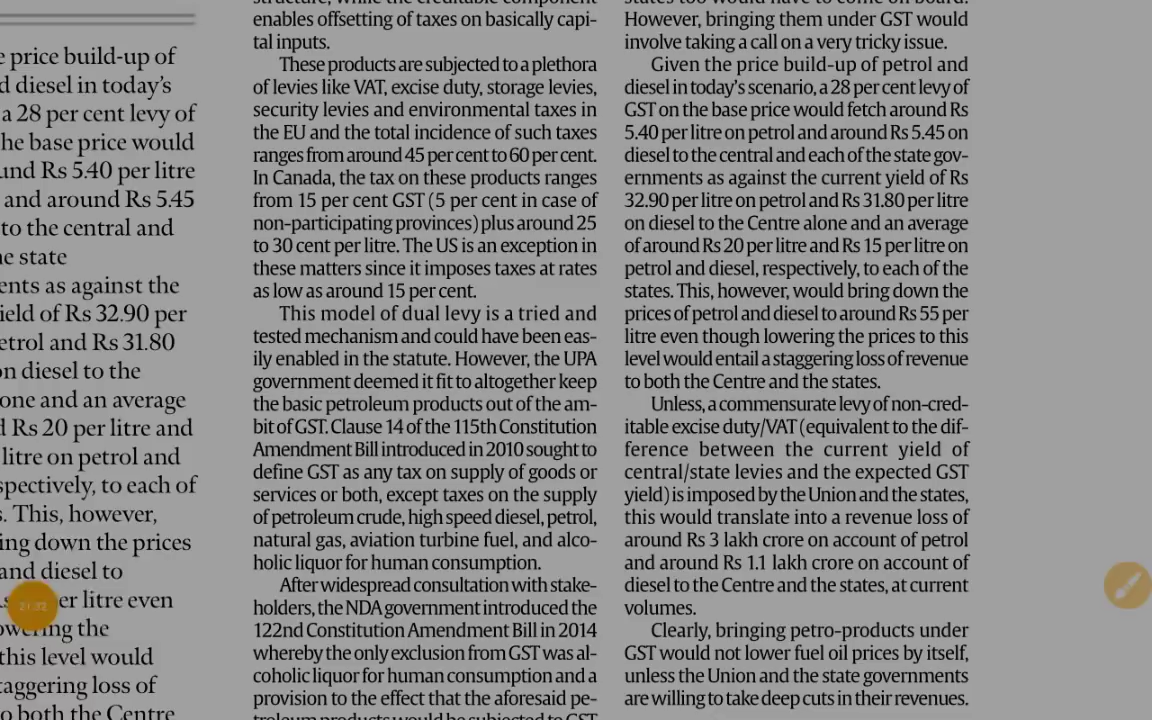 e price build-up of
d diesel in today's
a 28 per cent levy of
he base price would
und Rs 5.40 per litre
and around Rs 5.45
to the central and
e state
ents as against the
ield of Rs 32.90 per
etrol and Rs 31.80
on diesel to the
one and an average
d Rs 20 per litre and
litre on petrol and
spectively, to each of
s. This, however,
ing down the prices
and diesel to
er litre even
owering the
this level would
taggering loss of
o both the Centre
structure, while the creditable component
enables offsetting of taxes on basically capi-
tal inputs.
These products are subjected to a plethora
of levies like VAT, excise duty, storage levies,
security levies and environmental taxes in
the EU and the total incidence of such taxes
ranges from around 45 per cent to 60 per cent.
In Canada, the tax on these products ranges
from 15 per cent GST (5 per cent in case of
non-participating provinces) plus around 25
to 30 cent per litre. The US is an exception in
these matters since it imposes taxes at rates
as low as around 15 per cent.
This model of dual levy is a tried and
tested mechanism and could have been eas-
ily enabled in the statute. However, the UPA
government deemed it fit to altogether keep
the basic petroleum products out of the am-
bit of GST. Clause 14 of the 115th Constitution
Amendment Bill introduced in 2010 sought to
define GST as any tax on supply of goods or
services or both, except taxes on the supply
of petroleum crude, high speed diesel, petrol,
natural gas, aviation turbine fuel, and alco-
holic liquor for human consumption.
After widespread consultation with stake-
holders, the NDA government introduced the
122nd Constitution Amendment Bill in 2014
whereby the only exclusion from GST was al-
coholic liquor for human consumption and a
provision to the effect that the aforesaid pe-
troleum products would be subjected to GST
states too would have to come on board.
However, bringing them under GST would
involve taking a call on a very tricky issue.
Given the price build-up of petrol and
diesel in today's scenario, a 28 per cent levy of
GST on the base price would fetch around Rs
5.40 per litre on petrol and around Rs 5.45 on
diesel to the central and each of the state gov-
ernments as against the current yield of Rs
32.90 per litre on petrol and Rs 31.80 per litre
on diesel to the Centre alone and an average
of around Rs 20 per litre and Rs 15 per litre on
petrol and diesel, respectively, to each of the
states. This, however, would bring down the
prices of petrol and diesel to around Rs 55 per
litre even though lowering the prices to this
level would entail a staggering loss of revenue
to both the Centre and the states.
Unless, a commensurate levy of non-cred-
itable excise duty/VAT (equivalent to the dif-
ference between the current yield of
central/state levies and the expected GST
yield) is imposed by the Union and the states,
this would translate into a revenue loss of
around Rs 3 lakh crore on account of petrol
and around Rs 1.1 lakh crore on account of
diesel to the Centre and the states, at current
volumes.
Clearly, bringing petro-products under
GST would not lower fuel oil prices by itself,
unless the Union and the state governments
are willing to take deep cuts in their revenues.
21:32